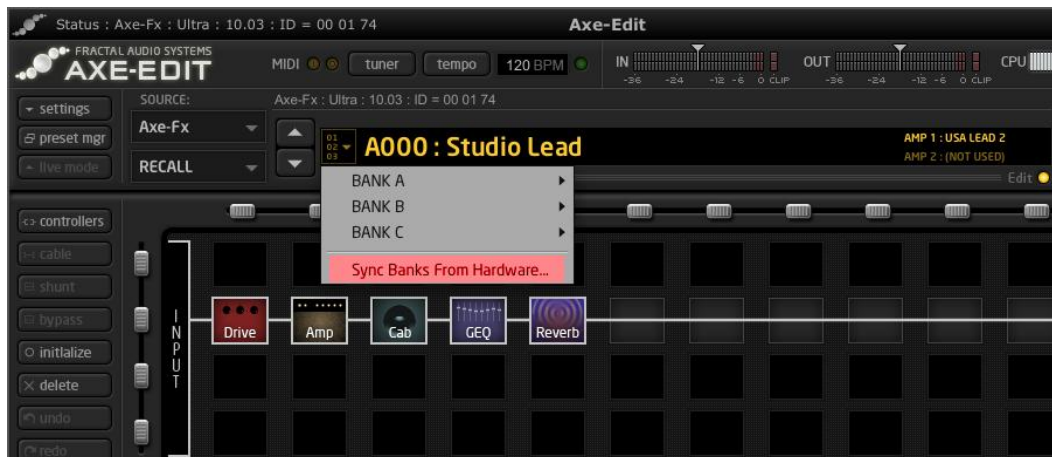 Status : Axe-Fx : Ultra : 10.03 : ID = 00 01 74
Axe-Edit
FRACTAL AUDIO SYSTEMS
AXE-EDIT
MIDI
tuner
tempo
120 BPM
IN
-36 -24 -12 -6 0 CLIP
OUT
-36 -24 -12 -6 0 CLIP
CPU
settings
preset mgr
live mode
SOURCE:
Axe-Fx
RECALL
Axe-Fx : Ultra : 10.03 : ID = 00 01 74
01
02
03
A000 : Studio Lead
AMP 1 : USA LEAD 2
AMP 2 : (NOT USED)
Edit
BANK A
BANK B
BANK C
Sync Banks From Hardware...
controllers
cable
shunt
bypass
initlalize
delete
undo
redo
INPUT
Drive
Amp
Cab
GEQ
Reverb